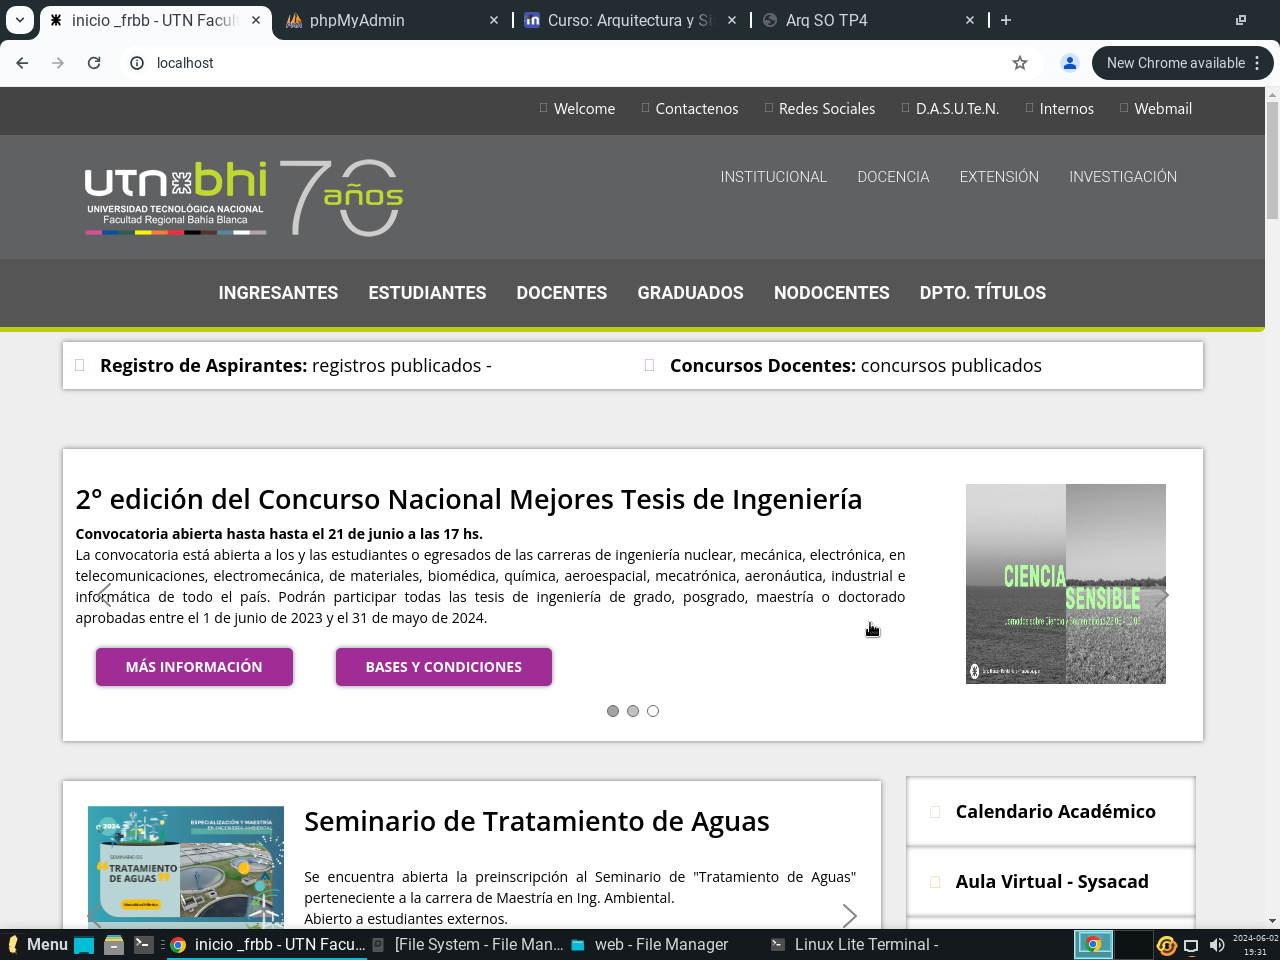 inicio _frbb - UTN Facul
phpMyAdmin
Curso: Arquitectura y Si
Arq SO TP4
localhost
New Chrome available
Welcome
Contactenos
Redes Sociales
D.A.S.U.Te.N.
Internos
Webmail
utn bhi 70 años
UNIVERSIDAD TECNOLÓGICA NACIONAL
Facultad Regional Bahía Blanca
INSTITUCIONAL
DOCENCIA
EXTENSIÓN
INVESTIGACIÓN
INGRESANTES
ESTUDIANTES
DOCENTES
GRADUADOS
NODOCENTES
DPTO. TÍTULOS
Registro de Aspirantes: registros publicados -
Concursos Docentes: concursos publicados
2° edición del Concurso Nacional Mejores Tesis de Ingeniería
Convocatoria abierta hasta hasta el 21 de junio a las 17 hs.
La convocatoria está abierta a los y las estudiantes o egresados de las carreras de ingeniería nuclear, mecánica, electrónica, en
telecomunicaciones, electromecánica, de materiales, biomédica, química, aeroespacial, mecatrónica, aeronáutica, industrial e
informática de todo el país. Podrán participar todas las tesis de ingeniería de grado, posgrado, maestría o doctorado
aprobadas entre el 1 de junio de 2023 y el 31 de mayo de 2024.
MÁS INFORMACIÓN
BASES Y CONDICIONES
CIENCIA
SENSIBLE
Seminario de Tratamiento de Aguas
2024
ESPECIALIZACIÓN Y MAESTRÍA
EN INGENIERÍA AMBIENTAL
SEMINARIO DE
"TRATAMIENTO
DE AGUAS"
Se encuentra abierta la preinscripción al Seminario de "Tratamiento de Aguas"
perteneciente a la carrera de Maestría en Ing. Ambiental.
Abierto a estudiantes externos.
Calendario Académico
Aula Virtual - Sysacad
Menu
inicio _frbb - UTN Facu...
[File System - File Man...
web - File Manager
Linux Lite Terminal -
2024-06-02
19:31